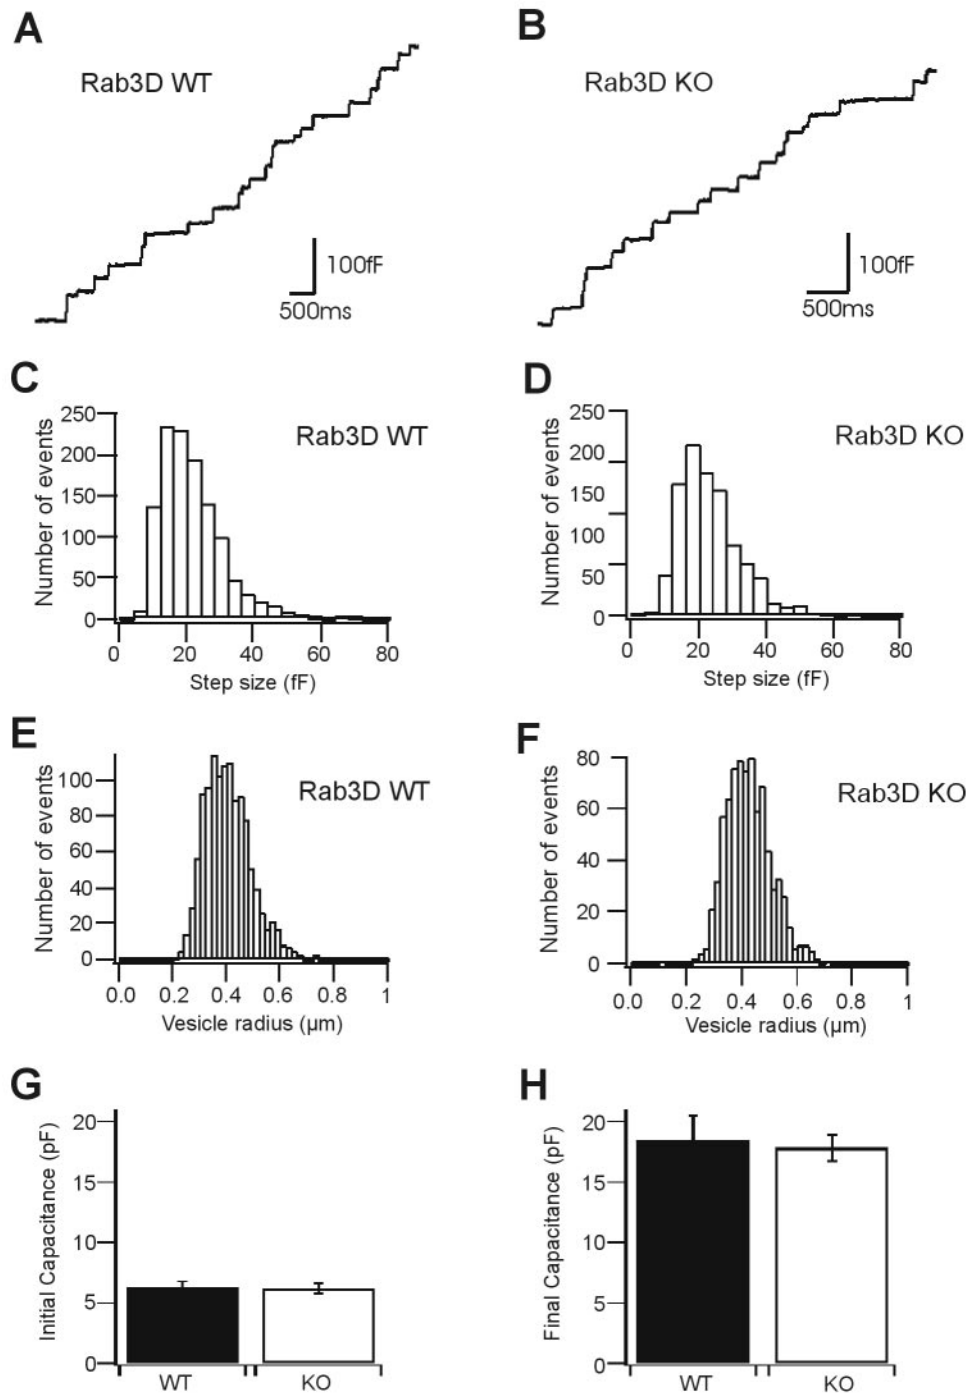 A
Rab3D WT
100fF
500ms
B
Rab3D KO
100fF
500ms
C
Rab3D WT
Number of events
250
200
150
100
50
0
0 20 40 60 80
Step size (fF)
D
Rab3D KO
Number of events
250
200
150
100
50
0
0 20 40 60 80
Step size (fF)
E
Rab3D WT
Number of events
100
80
60
40
20
0
0.0 0.2 0.4 0.6 0.8 1
Vesicle radius (µm)
F
Rab3D KO
Number of events
80
60
40
20
0
0.0 0.2 0.4 0.6 0.8 1
Vesicle radius (µm)
G
Initial Capacitance (pF)
20
15
10
5
0
WT KO
H
Final Capacitance (pF)
20
15
10
5
0
WT KO